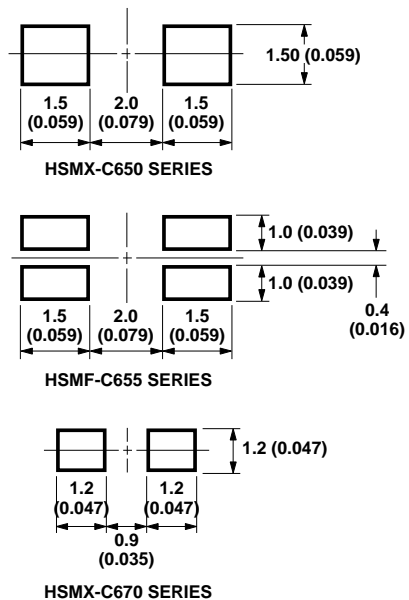 1.50 (0.059)
1.5 2.0 1.5
(0.059) (0.079) (0.059)
HSMX-C650 SERIES
1.0 (0.039)
1.0 (0.039)
0.4
(0.016)
1.5 2.0 1.5
(0.059) (0.079) (0.059)
HSMF-C655 SERIES
1.2 (0.047)
1.2 1.2
(0.047) (0.047)
0.9
(0.035)
HSMX-C670 SERIES